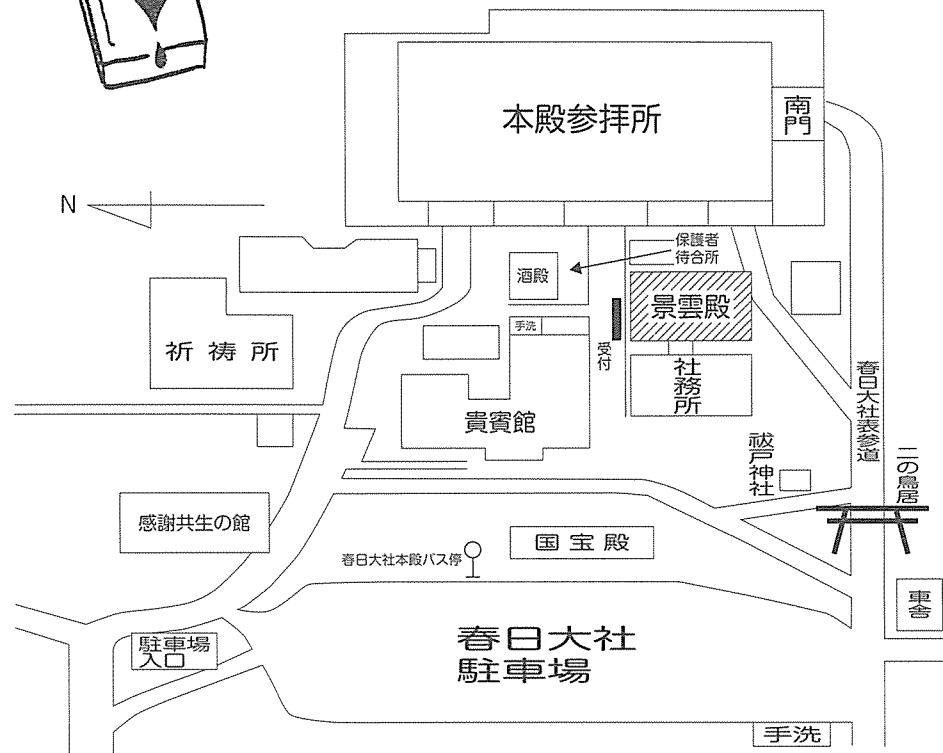 本殿参拝所
南門
N
保護者
待合所
酒殿
景雲殿
手洗
受付
祈祷所
社務所
貴賓館
春日大社表参道
祓戸神社
二の鳥居
感謝共生の館
国宝殿
春日大社本殿バス停
車舎
駐車場
入口
春日大社
駐車場
手洗